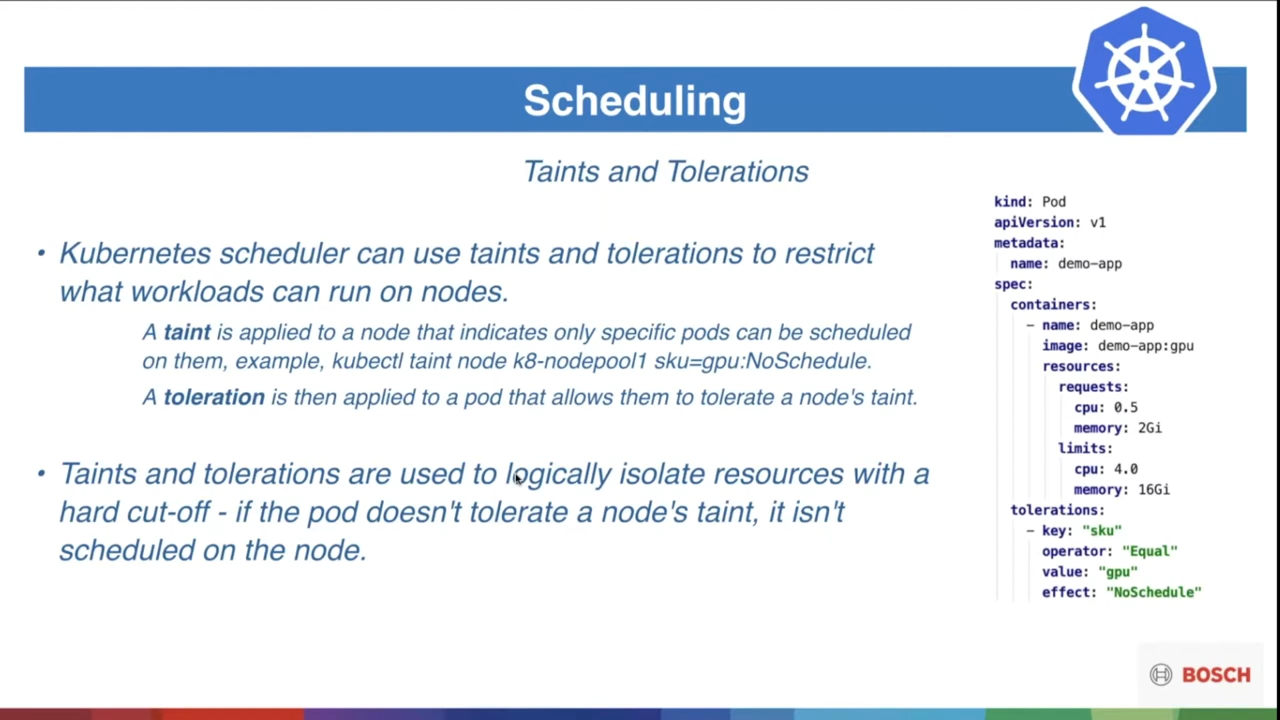 Scheduling
Taints and Tolerations
• Kubernetes scheduler can use taints and tolerations to restrict
what workloads can run on nodes.
A taint is applied to a node that indicates only specific pods can be scheduled
on them, example, kubectl taint node k8-nodepool1 sku=gpu:NoSchedule.
A toleration is then applied to a pod that allows them to tolerate a node's taint.
• Taints and tolerations are used to logically isolate resources with a
hard cut-off - if the pod doesn't tolerate a node's taint, it isn't
scheduled on the node.
kind: Pod
apiVersion: v1
metadata:
  name: demo-app
spec:
  containers:
    - name: demo-app
      image: demo-app:gpu
      resources:
        requests:
          cpu: 0.5
          memory: 2Gi
        limits:
          cpu: 4.0
          memory: 16Gi
  tolerations:
    - key: "sku"
      operator: "Equal"
      value: "gpu"
      effect: "NoSchedule"
BOSCH